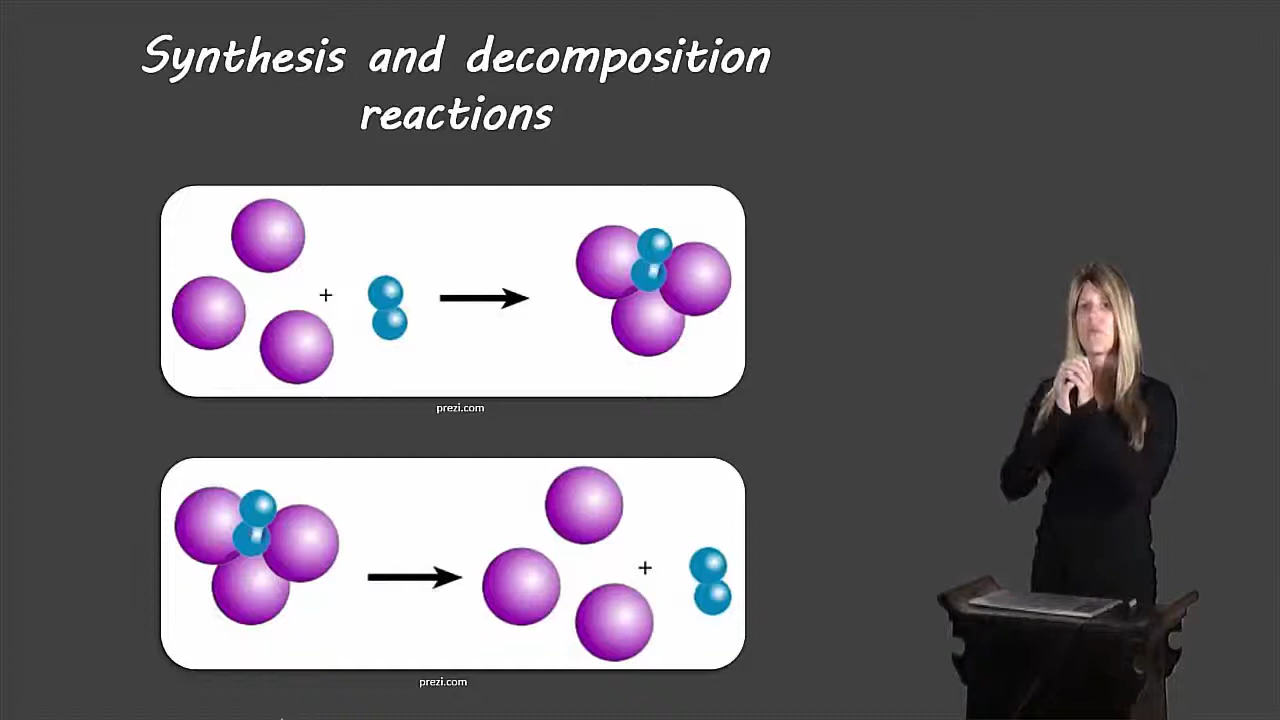 Synthesis and decomposition
reactions
+
prezi.com
+
prezi.com